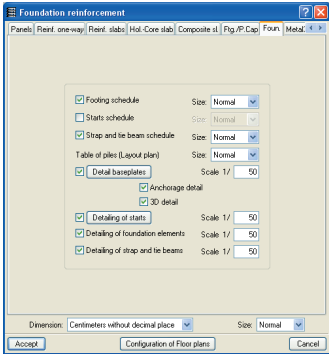 Foundation reinforcement
Panels Reinf. one-way Reinf. slabs Hol.-Core slab Composite sl. Ftg./P.Cap Foun. Metal
Footing schedule Size: Normal
Starts schedule Size: Normal
Strap and tie beam schedule Size: Normal
Table of piles (Layout plan) Size: Normal
Detail baseplates Scale 1/ 50
Anchorage detail
3D detail
Detailing of starts Scale 1/ 50
Detailing of foundation elements Scale 1/ 50
Detailing of strap and tie beams Scale 1/ 50
Dimension: Centimeters without decimal place Size: Normal
Accept Configuration of Floor plans Cancel